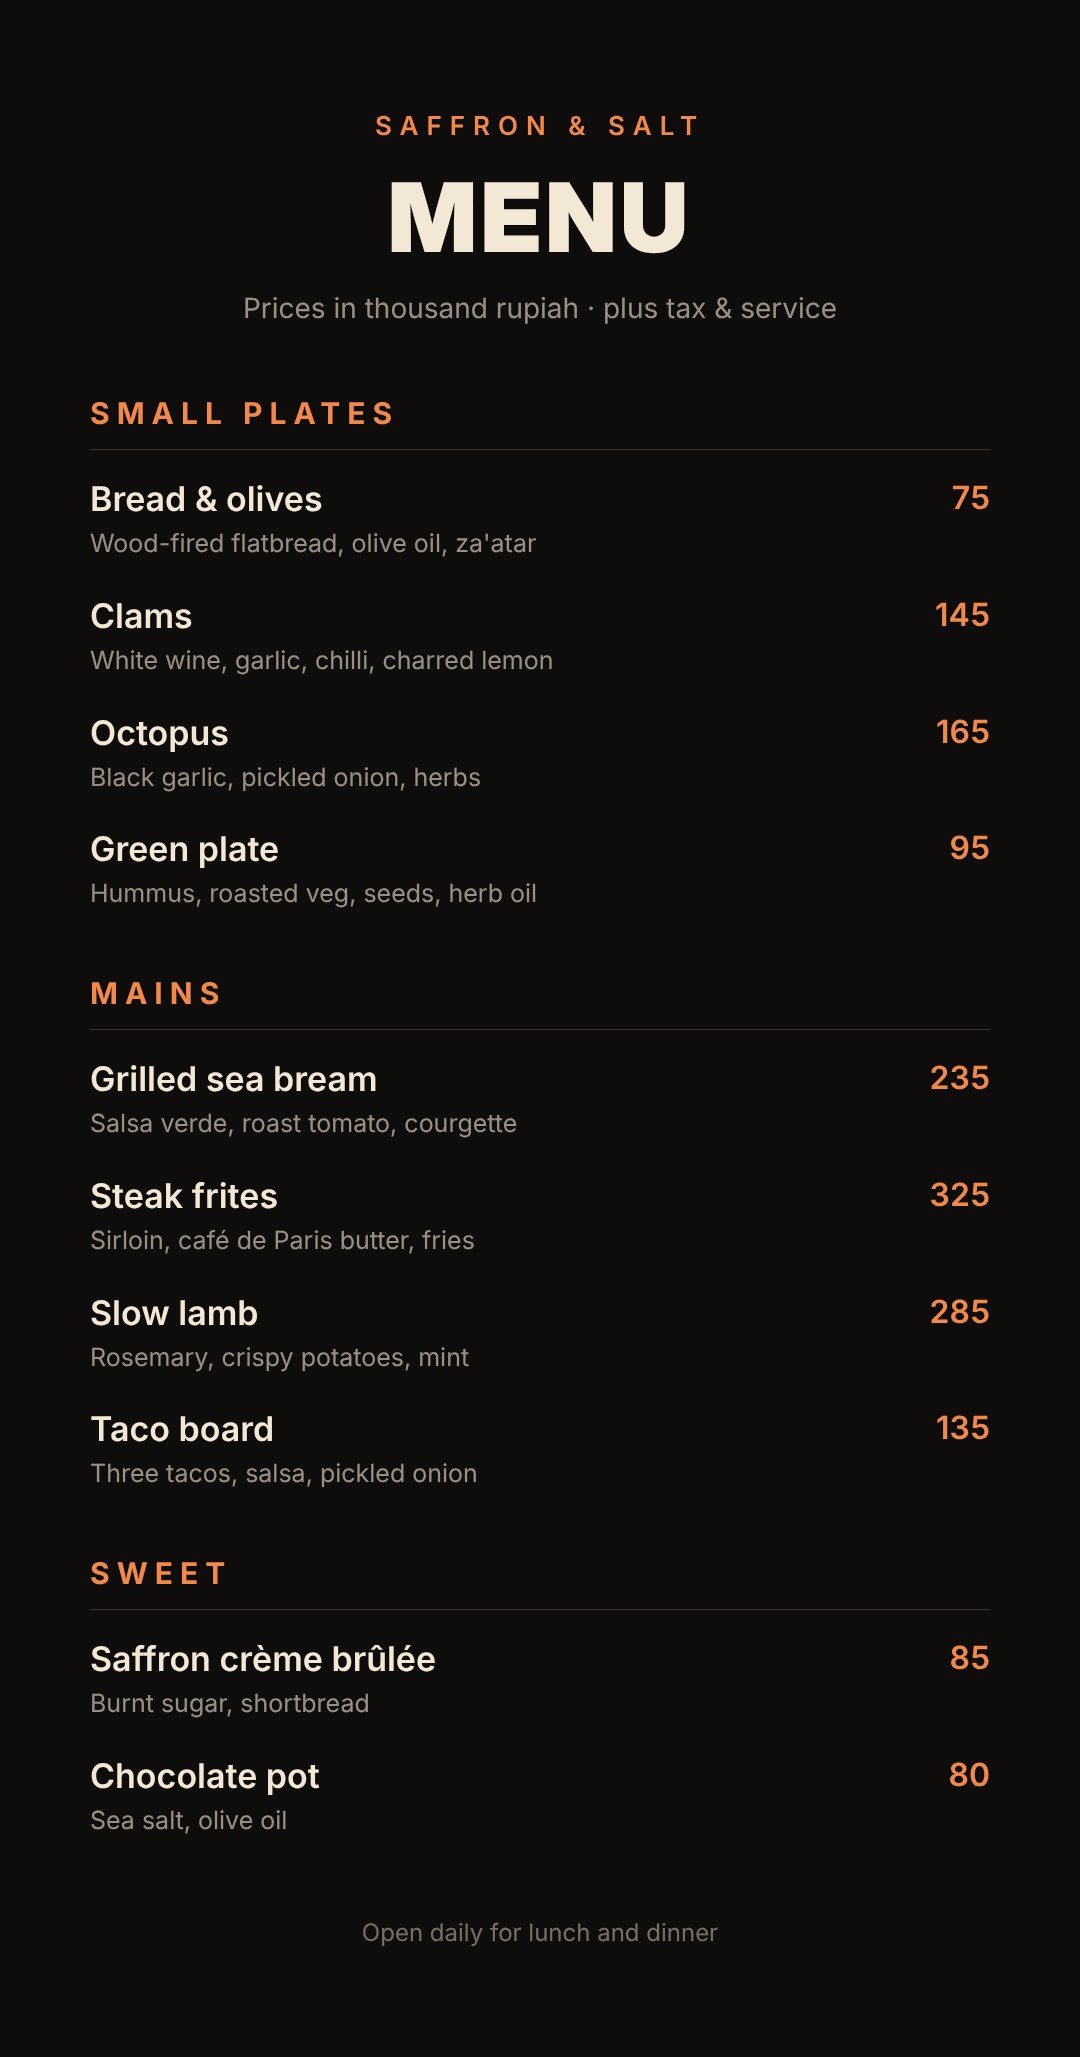 SAFFRON & SALT
MENU
Prices in thousand rupiah · plus tax & service
SMALL PLATES
Bread & olives 75
Wood-fired flatbread, olive oil, za'atar
Clams 145
White wine, garlic, chilli, charred lemon
Octopus 165
Black garlic, pickled onion, herbs
Green plate 95
Hummus, roasted veg, seeds, herb oil
MAINS
Grilled sea bream 235
Salsa verde, roast tomato, courgette
Steak frites 325
Sirloin, café de Paris butter, fries
Slow lamb 285
Rosemary, crispy potatoes, mint
Taco board 135
Three tacos, salsa, pickled onion
SWEET
Saffron crème brûlée 85
Burnt sugar, shortbread
Chocolate pot 80
Sea salt, olive oil
Open daily for lunch and dinner